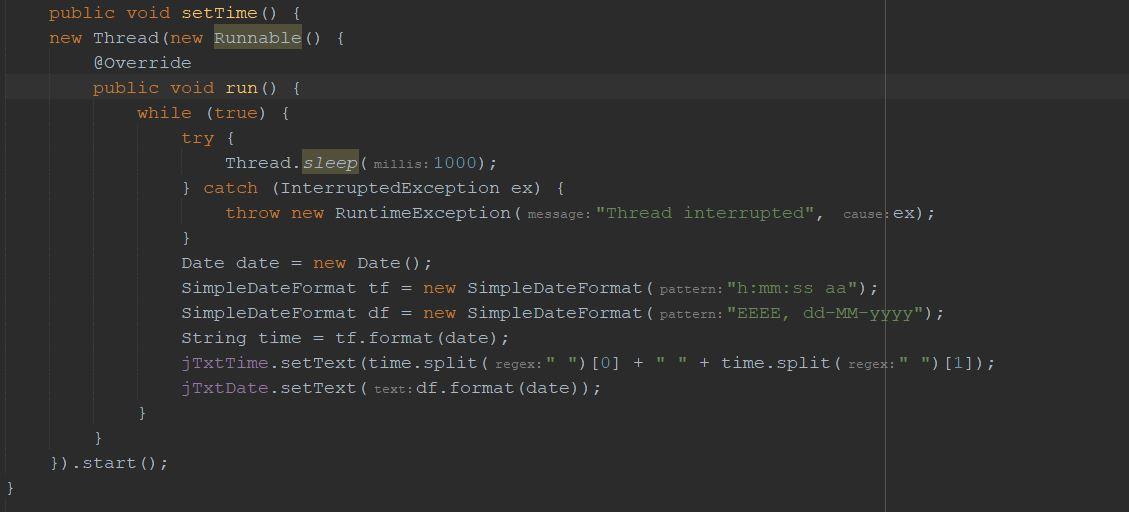 public void setTime() {
new Thread(new Runnable() {
@Override
public void run() {
while (true) {
try {
Thread.sleep( millis: 1000);
} catch (InterruptedException ex) {
throw new RuntimeException( message: "Thread interrupted", cause: ex);
}
Date date = new Date();
SimpleDateFormat tf = new SimpleDateFormat( pattern: "h:mm:ss aa");
SimpleDateFormat df = new SimpleDateFormat( pattern: "EEEE, dd-MM-yyyy");
String time = tf.format(date);
jTxtTime.setText(time.split( regex: " ")[0] + " " + time.split( regex: " ")[1]);
jTxtDate.setText( text: df.format(date));
}
}
}).start();
}